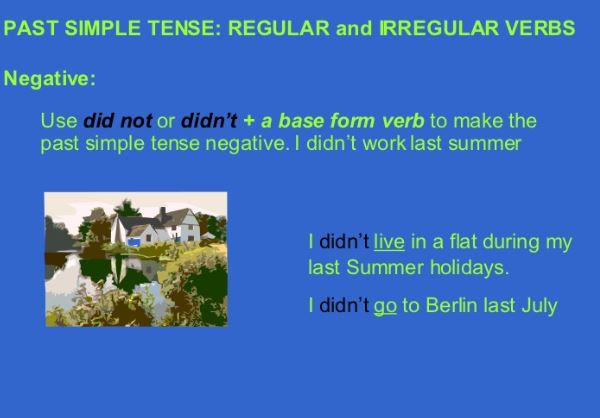 PAST SIMPLE TENSE: REGULAR and IRREGULAR VERBS
Negative:
Use did not or didn’t + a base form verb to make the
past simple tense negative. I didn’t work last summer
I didn’t live in a flat during my
last Summer holidays.
I didn’t go to Berlin last July